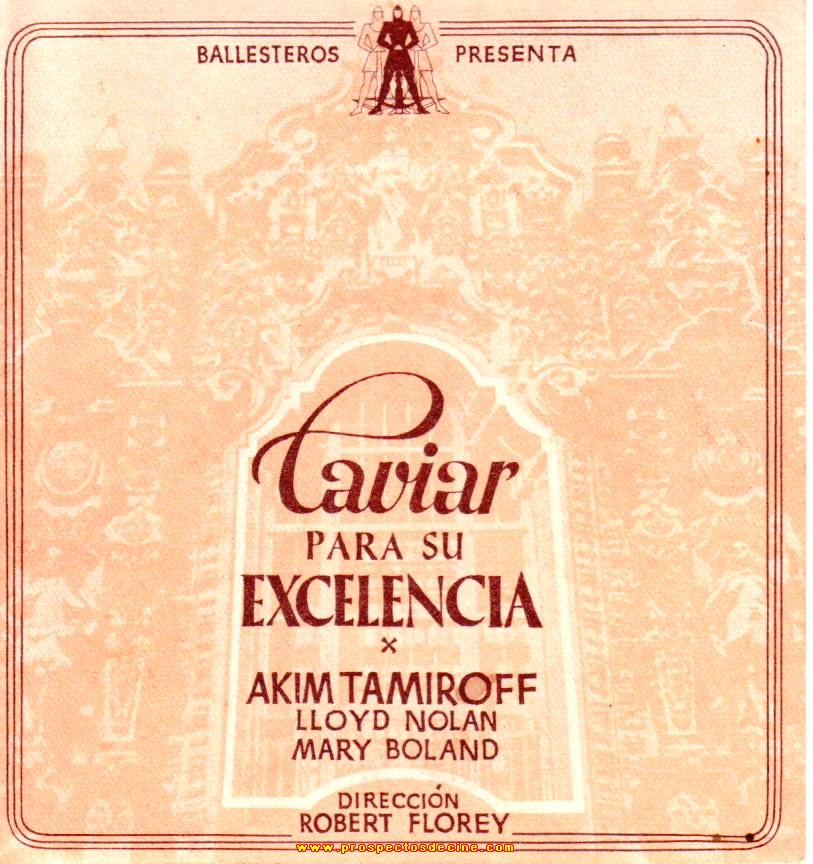 BALLESTEROS PRESENTA
Caviar
PARA SU
EXCELENCIA
x
AKIM TAMIROFF
LLOYD NOLAN
MARY BOLAND
DIRECCIÓN
ROBERT FLOREY
www.prospectosdecine.com